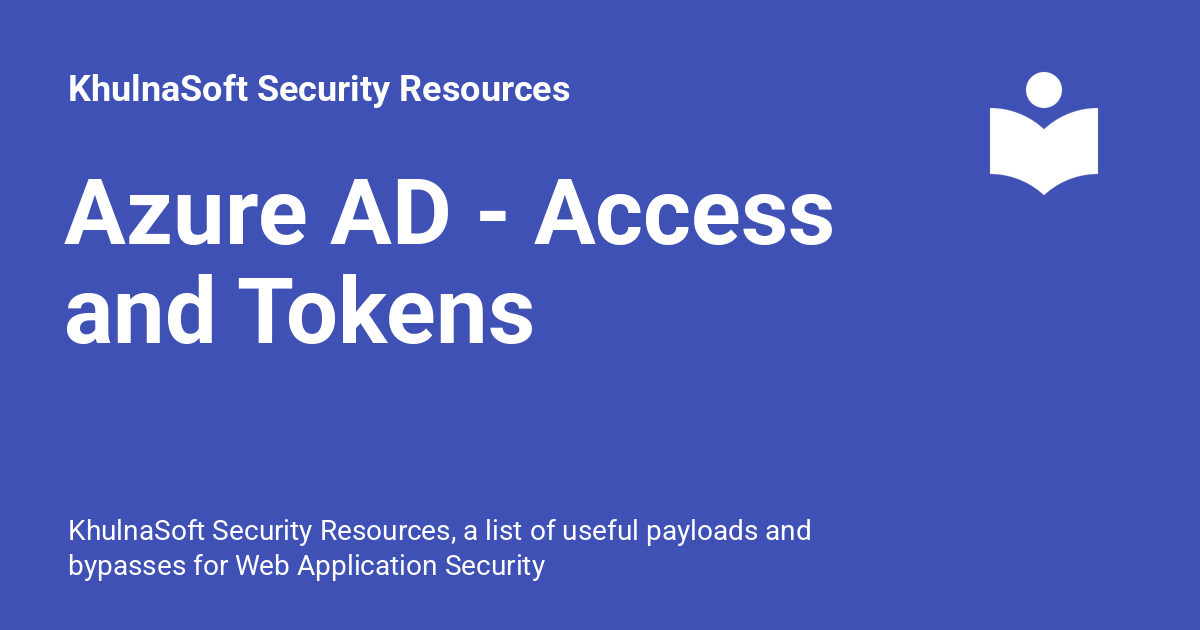 KhulnaSoft Security Resources
Azure AD - Access
and Tokens
KhulnaSoft Security Resources, a list of useful payloads and
bypasses for Web Application Security